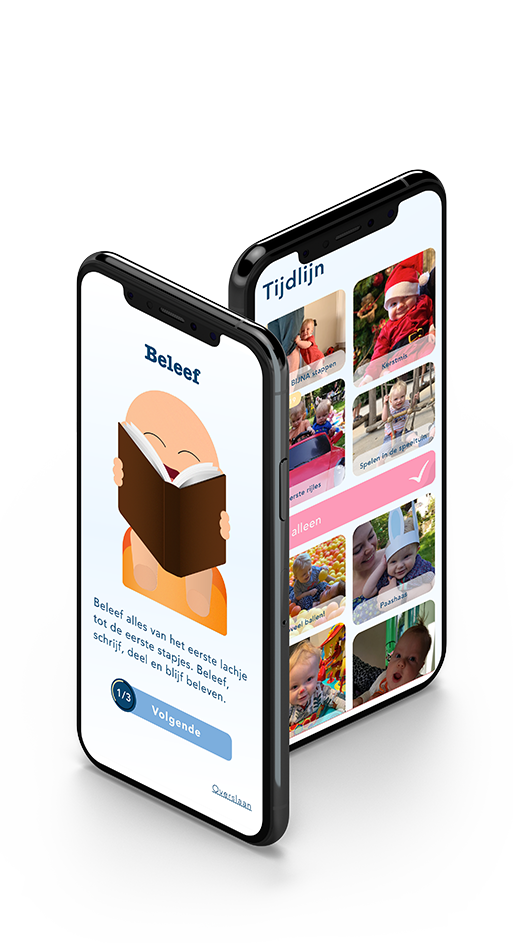 Beleef
Beleef alles van het eerste lachje
tot de eerste stapjes. Beleef,
schrijf, deel en blijf beleven.
1/3
Volgende
Overslaan
Tijdlijn
BIJNA stappen
Kerstmis
eerste rijles
Spelen in de speeltuin
alleen
veel ballen!
Paashaas